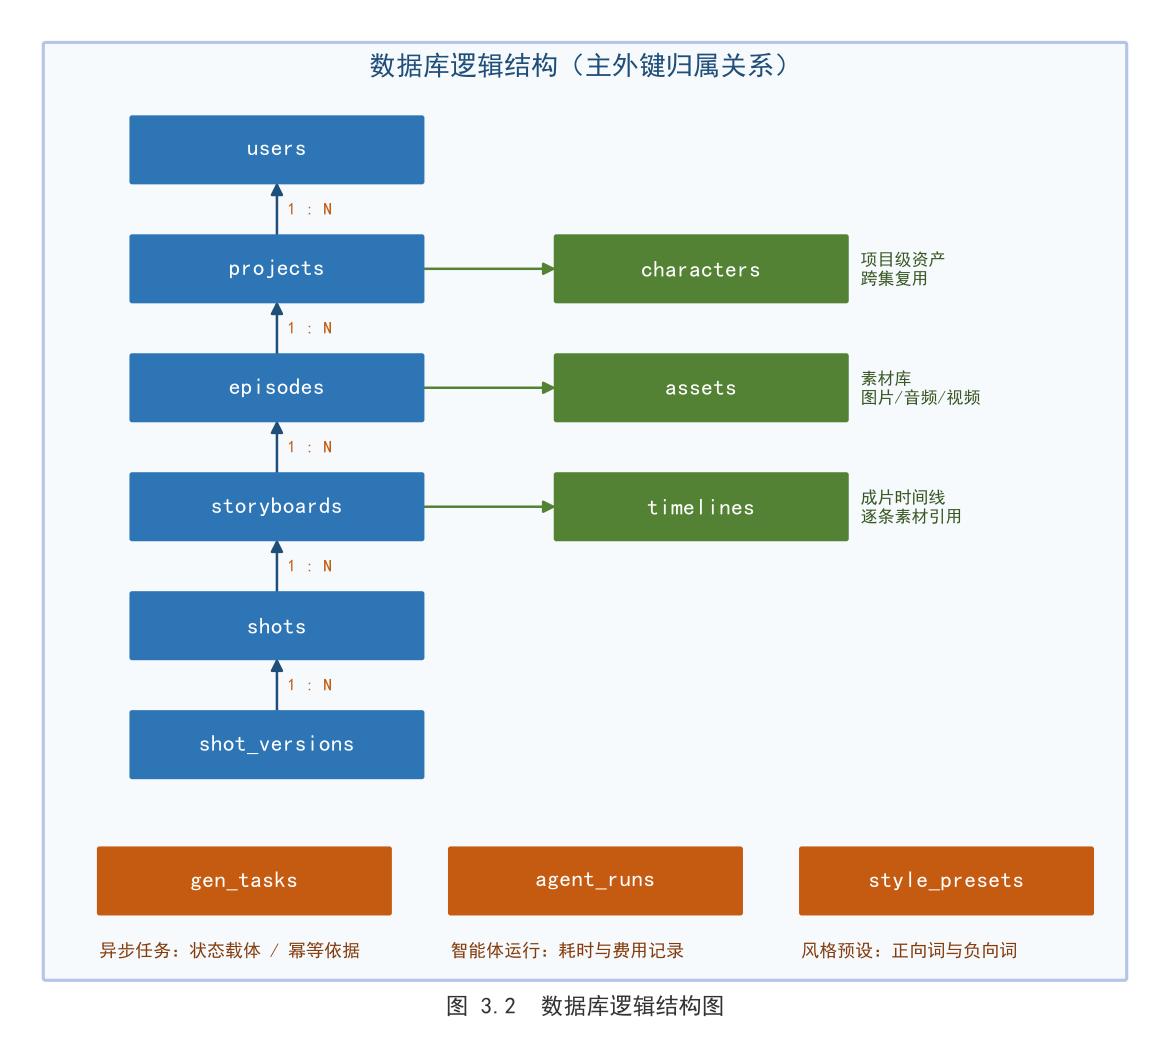 数据库逻辑结构（主外键归属关系）
users
1 : N
projects
characters
项目级资产
跨集复用
1 : N
episodes
assets
素材库
图片/音频/视频
1 : N
storyboards
timelines
成片时间线
逐条素材引用
1 : N
shots
1 : N
shot_versions
gen_tasks
agent_runs
style_presets
异步任务：状态载体 / 幂等依据
智能体运行：耗时与费用记录
风格预设：正向词与负向词
图 3.2 数据库逻辑结构图